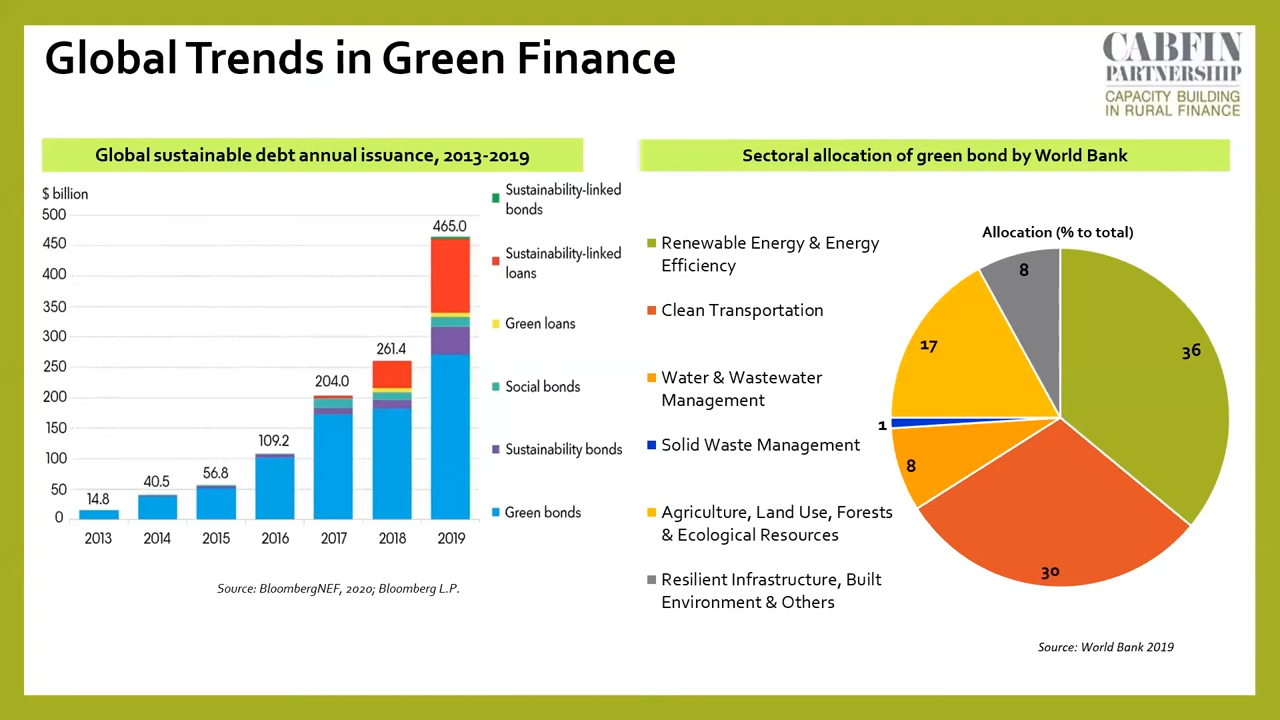 Global Trends in Green Finance
CABFIN
PARTNERSHIP
CAPACITY BUILDING
IN RURAL FINANCE
Global sustainable debt annual issuance, 2013-2019
$ billion
500
450
400
350
300
250
200
150
100
50
0
14.8
40.5
56.8
109.2
204.0
261.4
465.0
2013
2014
2015
2016
2017
2018
2019
Sustainability-linked
bonds
Sustainability-linked
loans
Green loans
Social bonds
Sustainability bonds
Green bonds
Source: BloombergNEF, 2020; Bloomberg L.P.
Sectoral allocation of green bond by World Bank
Renewable Energy & Energy
Efficiency
Clean Transportation
Water & Wastewater
Management
Solid Waste Management
Agriculture, Land Use, Forests
& Ecological Resources
Resilient Infrastructure, Built
Environment & Others
Allocation (% to total)
8
36
17
1
8
30
Source: World Bank 2019